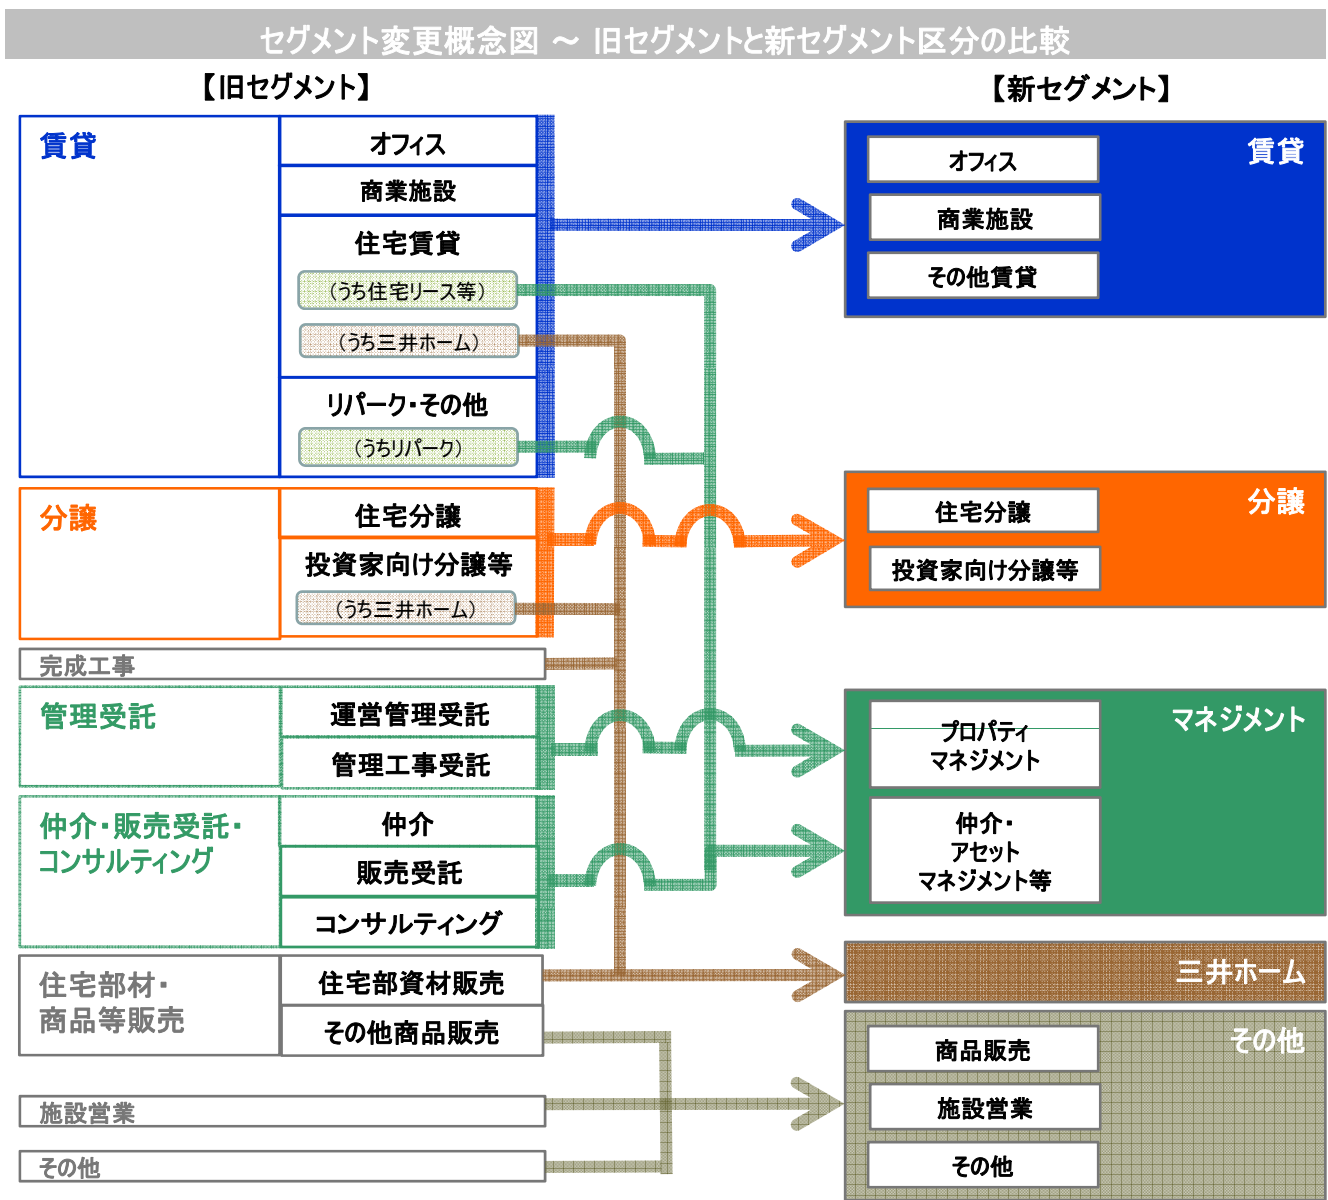 セグメント変更概念図 ～ 旧セグメントと新セグメント区分の比較
【旧セグメント】
賃貸
オフィス
商業施設
住宅賃貸
（うち住宅リース等）
（うち三井ホーム）
リパーク・その他
（うちリパーク）
分譲
住宅分譲
投資家向け分譲等
（うち三井ホーム）
完成工事
管理受託
運営管理受託
管理工事受託
仲介・販売受託・
コンサルティング
仲介
販売受託
コンサルティング
住宅部材・
商品等販売
住宅部資材販売
その他商品販売
施設営業
その他
【新セグメント】
賃貸
オフィス
商業施設
その他賃貸
分譲
住宅分譲
投資家向け分譲等
マネジメント
プロパティ
マネジメント
仲介・
アセット
マネジメント等
三井ホーム
その他
商品販売
施設営業
その他